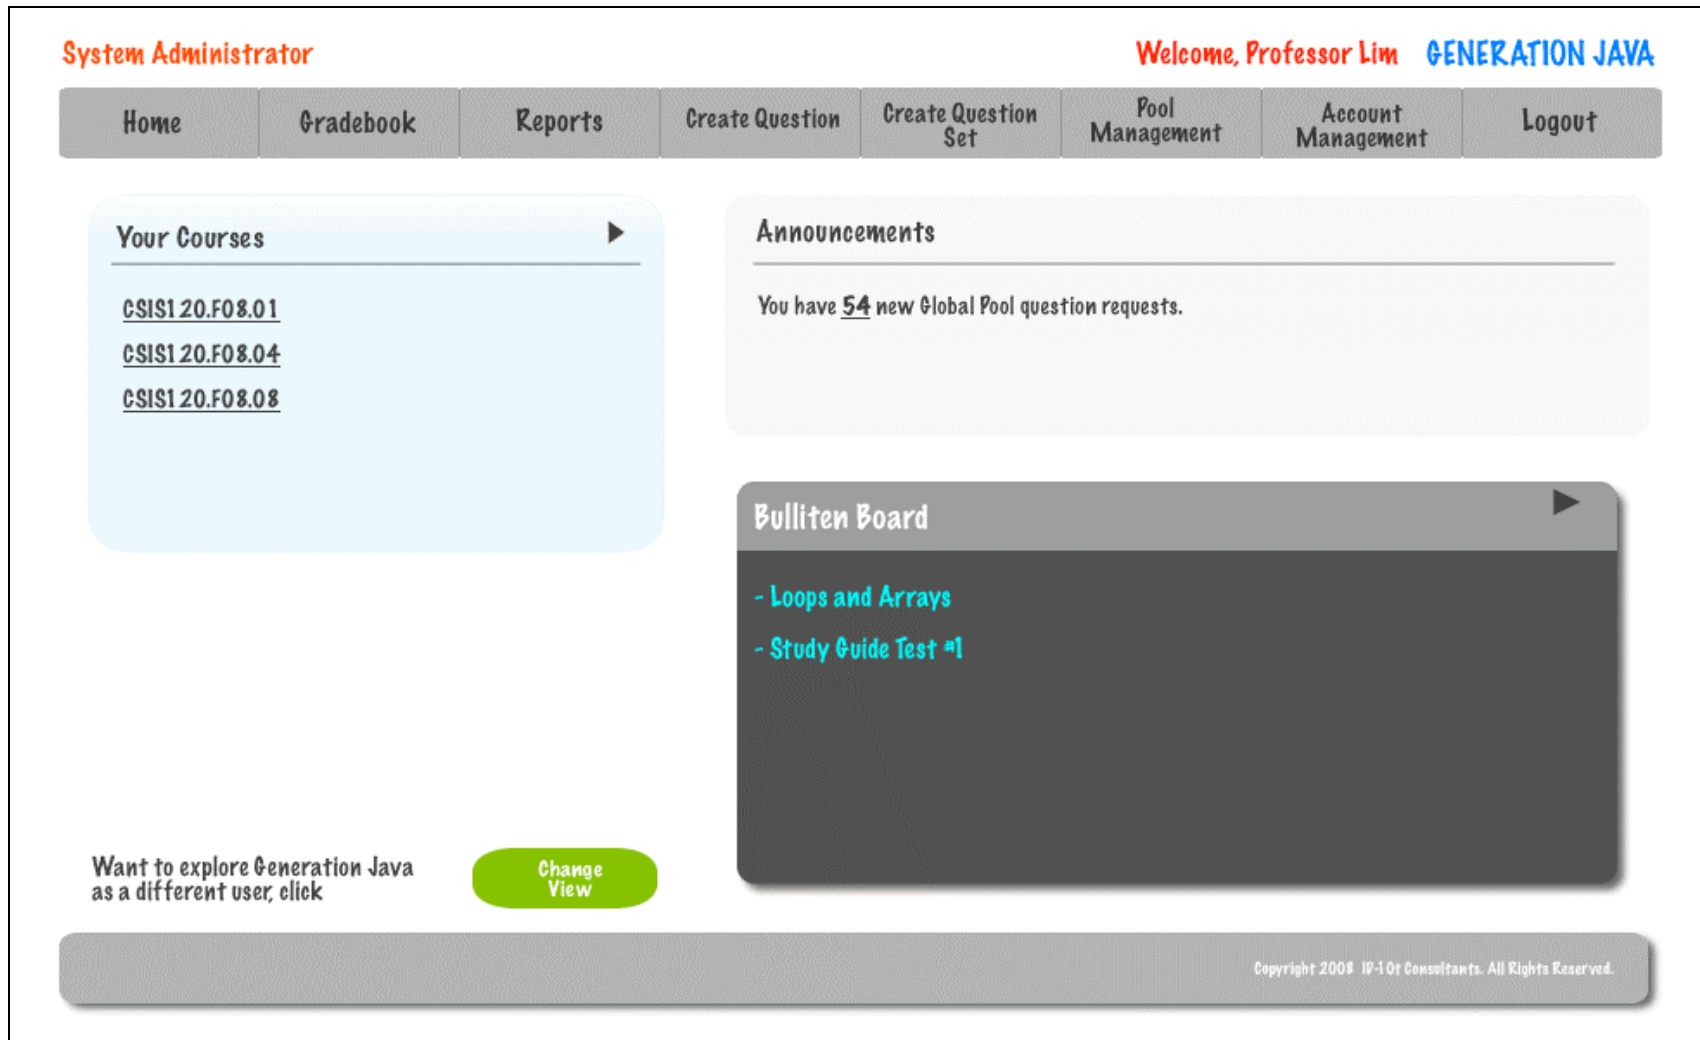 System Administrator
Welcome, Professor Lim GENERATION JAVA
Home
Gradebook
Reports
Create Question
Create Question
Set
Pool
Management
Account
Management
Logout
Your Courses
CSIS120.F08.01
CSIS120.F08.04
CSIS120.F08.08
Announcements
You have 54 new Global Pool question requests.
Bulliten Board
- Loops and Arrays
- Study Guide Test #1
Want to explore Generation Java
as a different user, click
Change
View
Copyright 2008 ID-10t Consultants. All Rights Reserved.